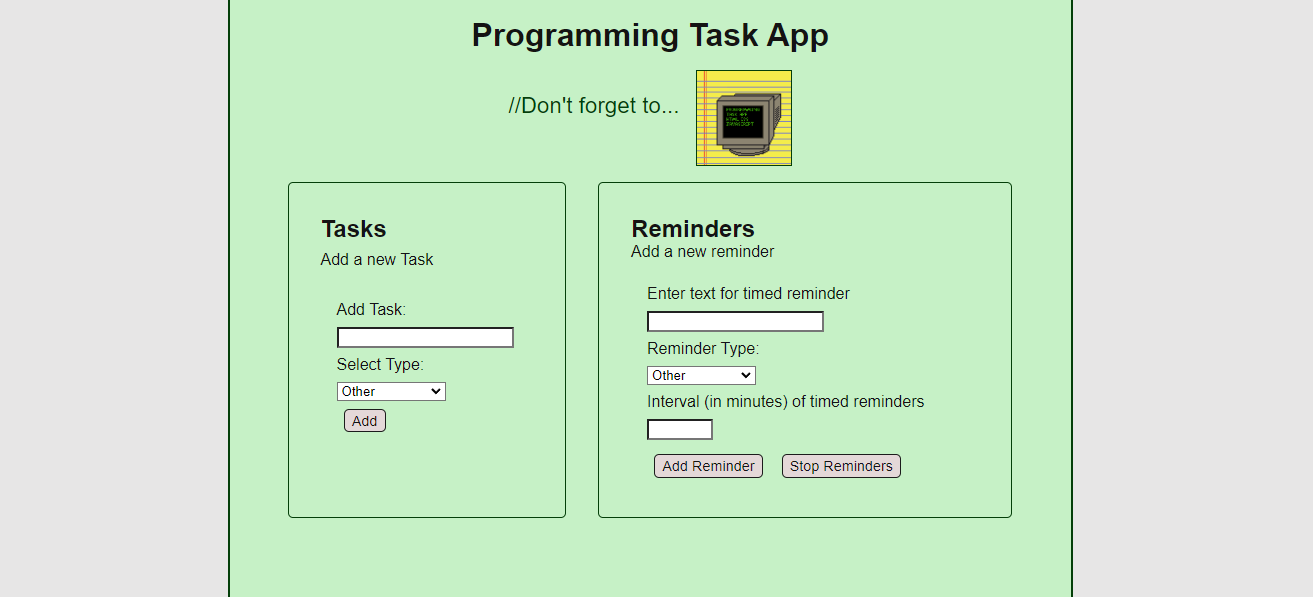 Programming Task App
//Don't forget to...
Tasks
Add a new Task
Add Task:
Select Type:
Other
Add
Reminders
Add a new reminder
Enter text for timed reminder
Reminder Type:
Other
Interval (in minutes) of timed reminders
Add Reminder
Stop Reminders